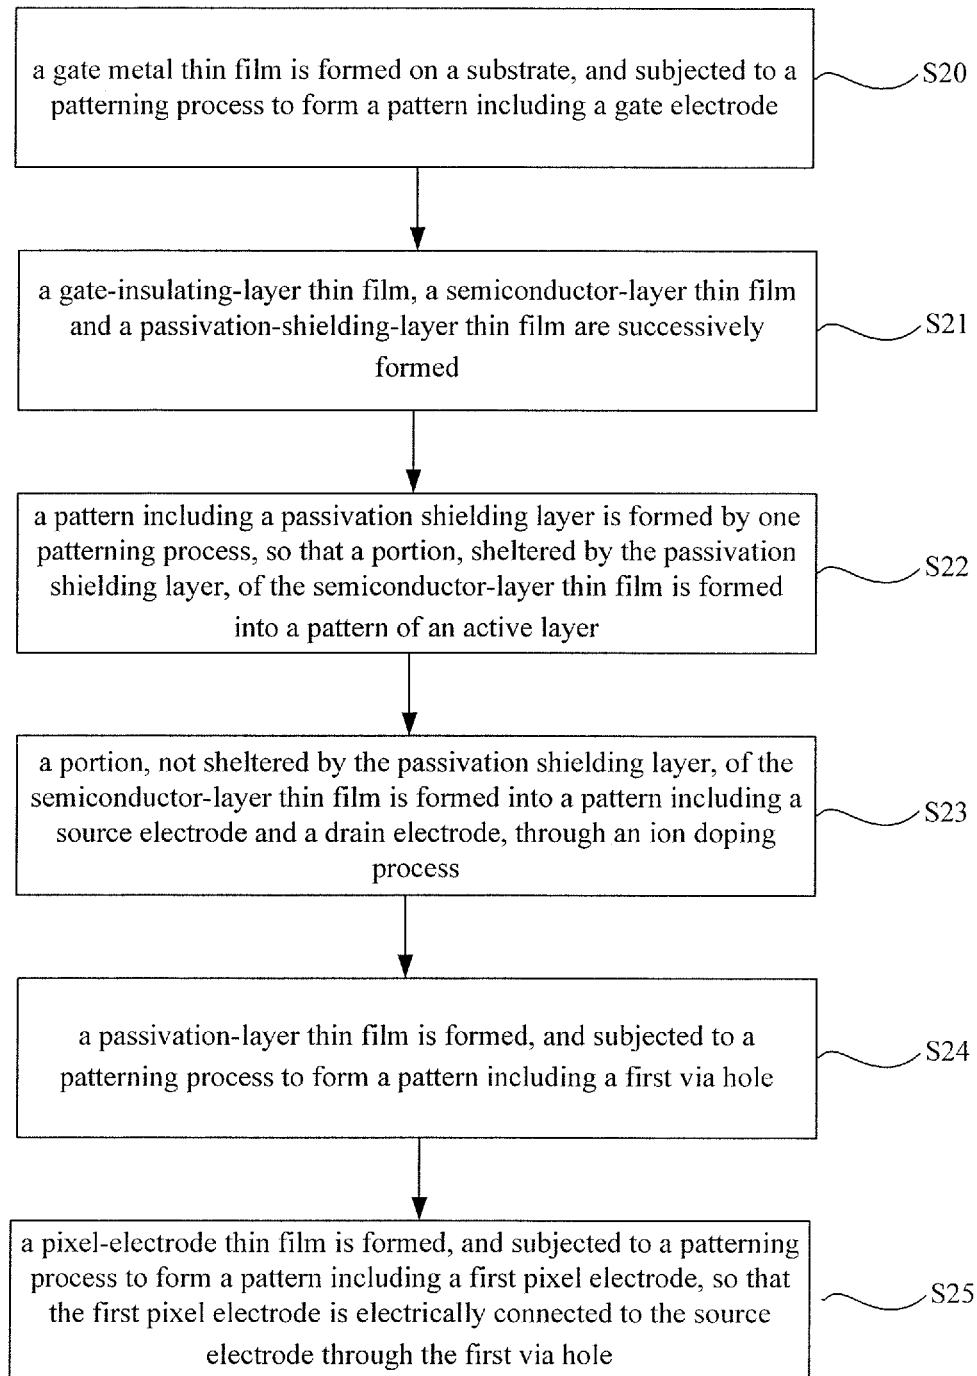 a gate metal thin film is formed on a substrate, and subjected to a
patterning process to form a pattern including a gate electrode
S20
a gate-insulating-layer thin film, a semiconductor-layer thin film
and a passivation-shielding-layer thin film are successively
formed
S21
a pattern including a passivation shielding layer is formed by one
patterning process, so that a portion, sheltered by the passivation
shielding layer, of the semiconductor-layer thin film is formed
into a pattern of an active layer
S22
a portion, not sheltered by the passivation shielding layer, of the
semiconductor-layer thin film is formed into a pattern including a
source electrode and a drain electrode, through an ion doping
process
S23
a passivation-layer thin film is formed, and subjected to a
patterning process to form a pattern including a first via hole
S24
a pixel-electrode thin film is formed, and subjected to a patterning
process to form a pattern including a first pixel electrode, so that
the first pixel electrode is electrically connected to the source
electrode through the first via hole
S25